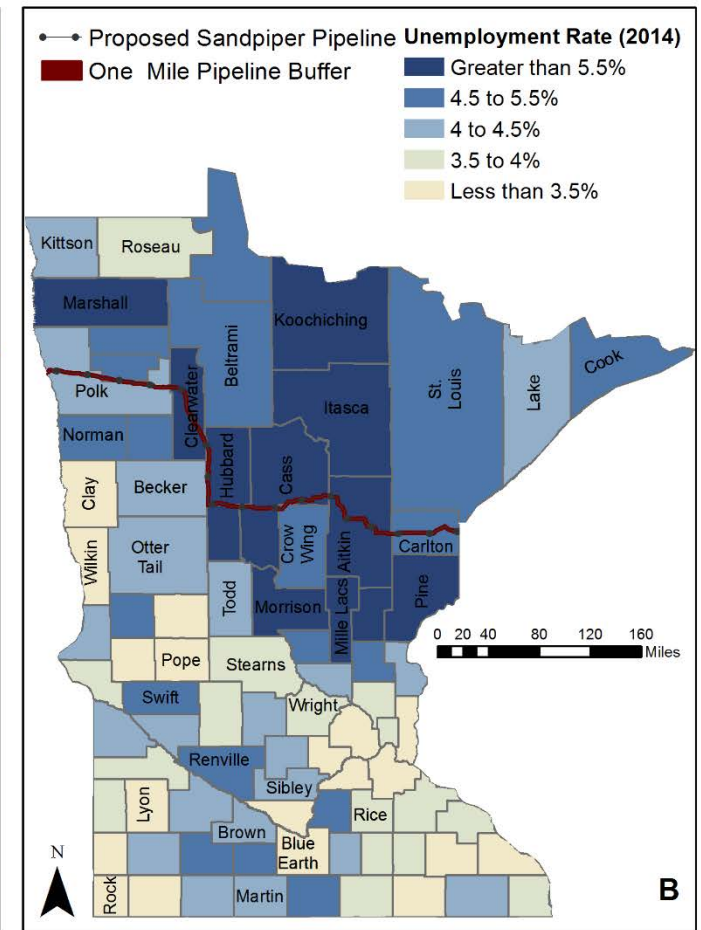 Proposed Sandpiper Pipeline
One Mile Pipeline Buffer
Unemployment Rate (2014)
Greater than 5.5%
4.5 to 5.5%
4 to 4.5%
3.5 to 4%
Less than 3.5%
Kittson
Roseau
Marshall
Koochiching
Beltrami
St.
Louis
Lake
Cook
Polk
Clearwater
Itasca
Norman
Hubbard
Cass
Clay
Becker
Crow
Wing
Aitkin
Carlton
Wilkin
Otter
Tail
Todd
Morrison
Mille Lacs
Pine
0 20 40 80 120 160
Miles
Pope
Stearns
Swift
Wright
Renville
Sibley
Lyon
Rice
Brown
Blue
Earth
N
Rock
Martin
B